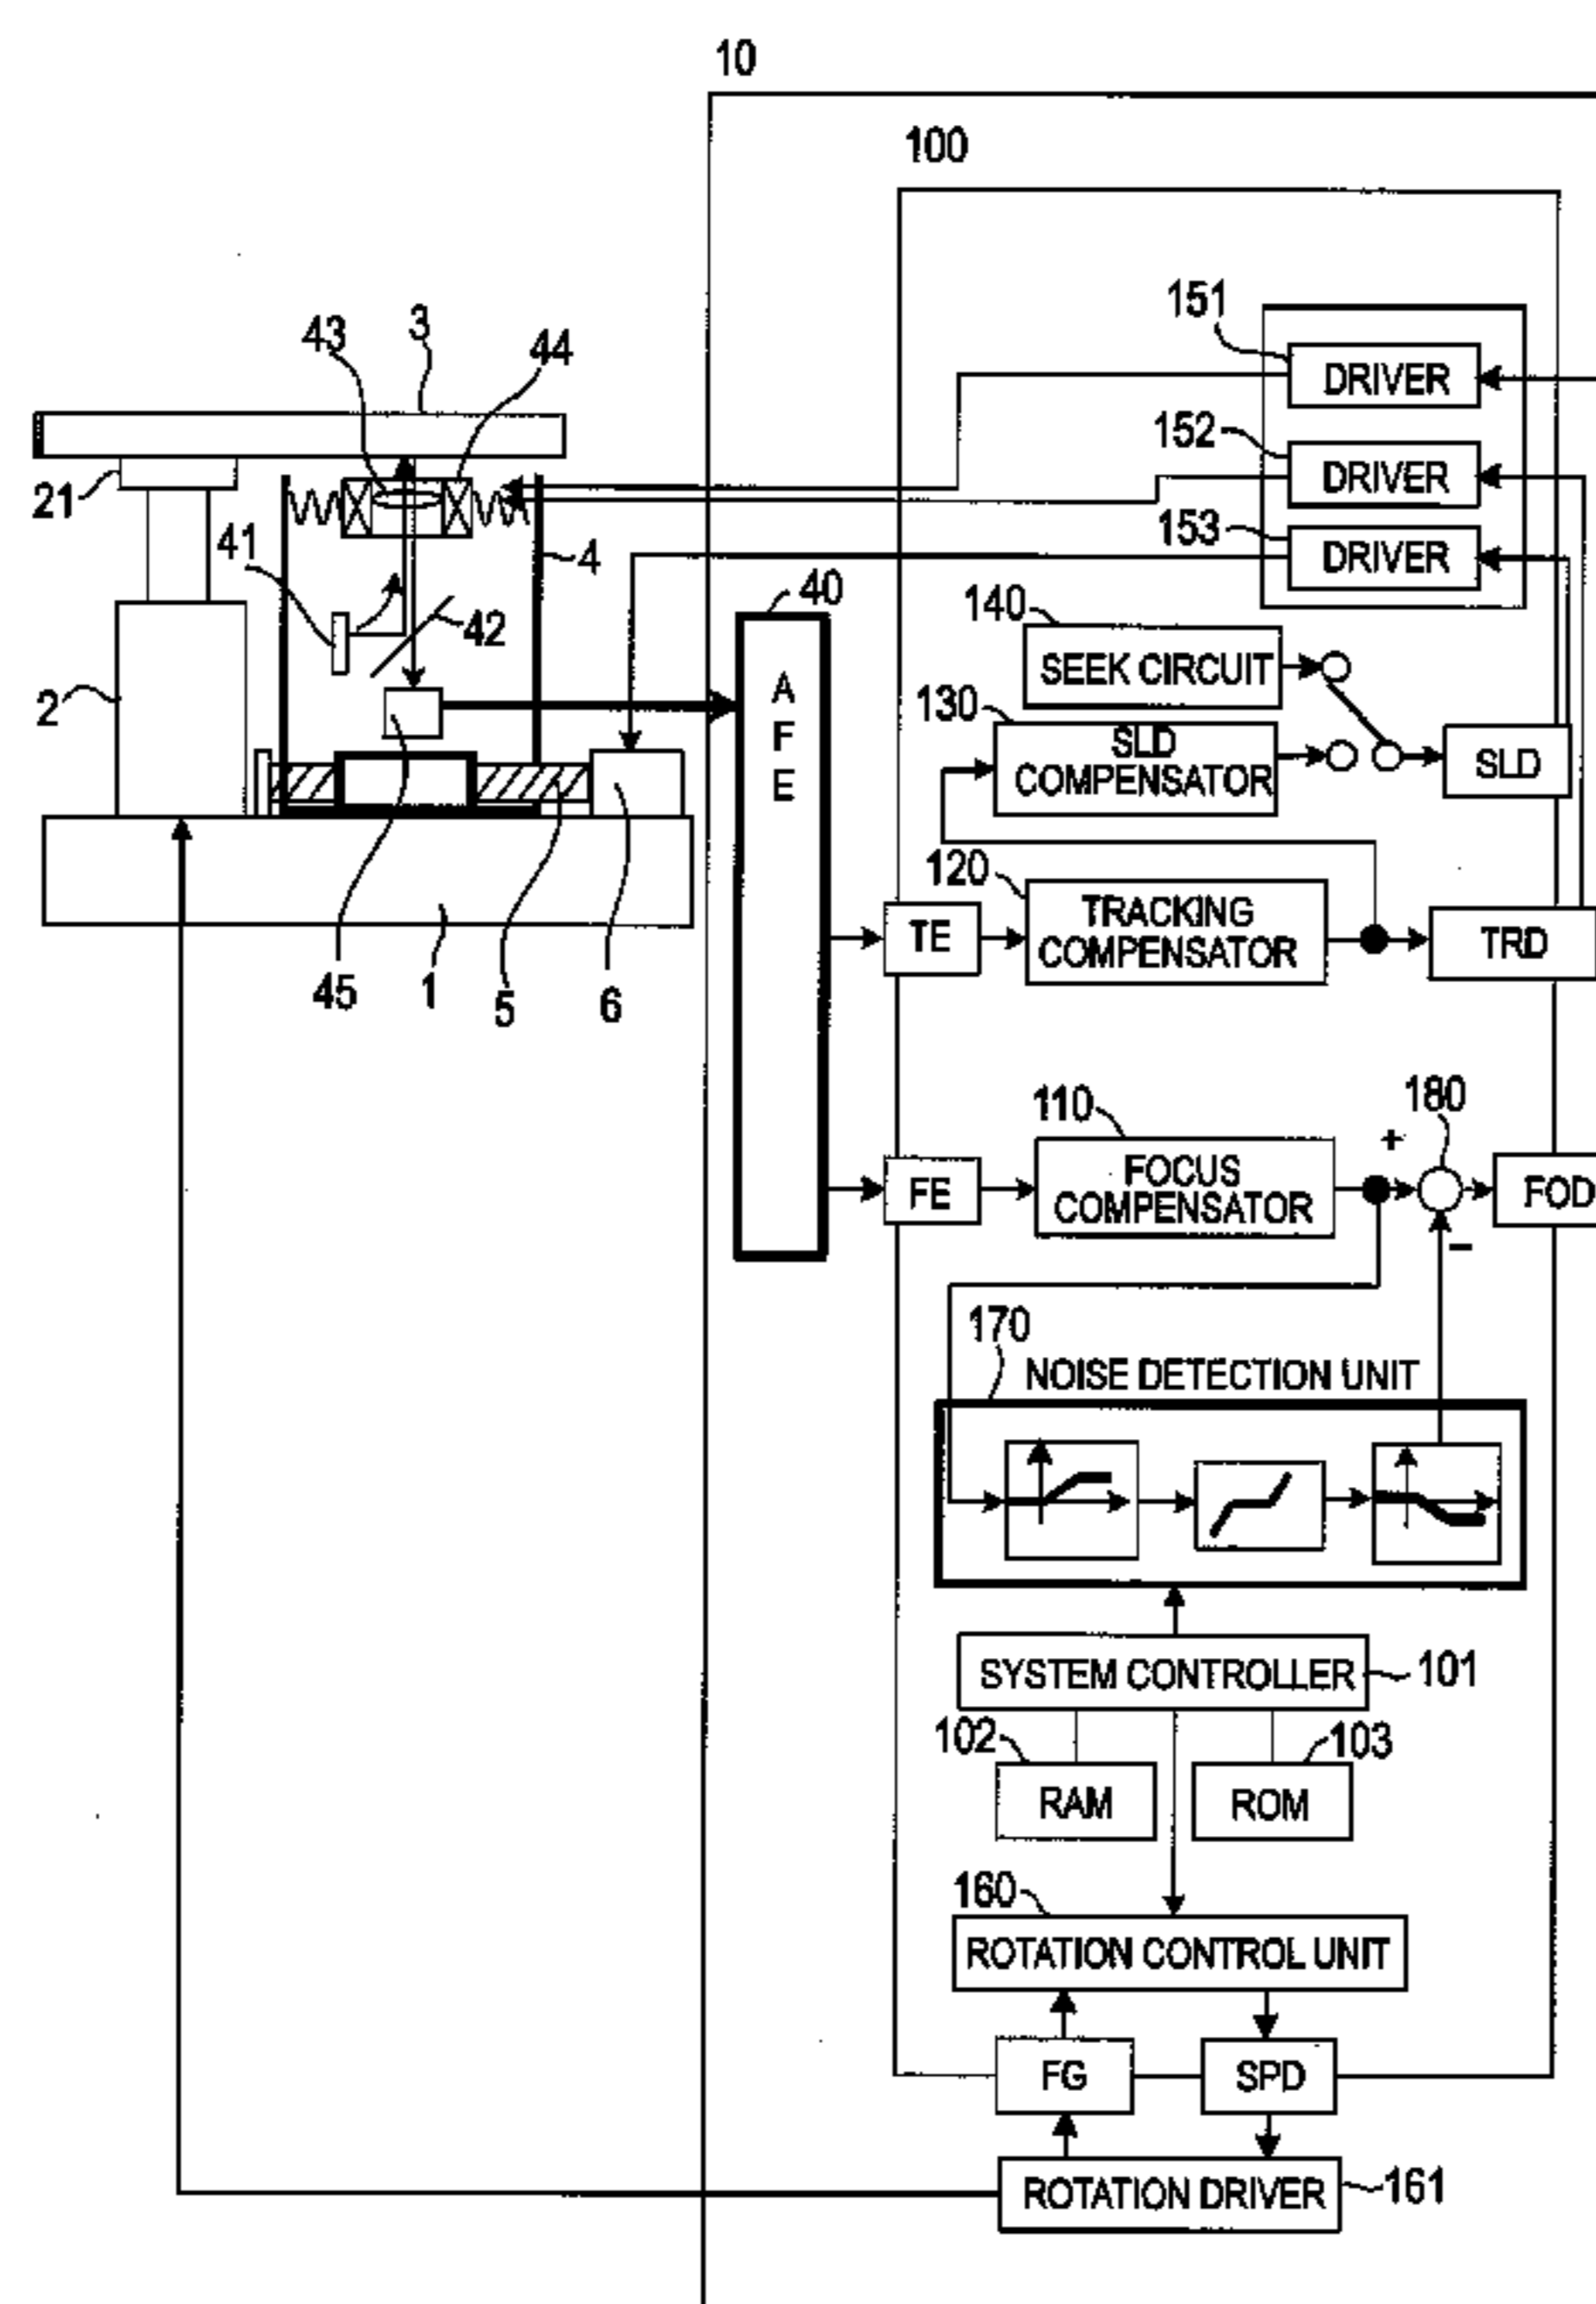 10
100
151
DRIVER
152
DRIVER
153
DRIVER
43
3
44
21
41
4
42
2
45
1
5
6
40
A
F
E
140
SEEK CIRCUIT
130
SLD
COMPENSATOR
SLD
120
TE
TRACKING
COMPENSATOR
TRD
110
FE
FOCUS
COMPENSATOR
+
180
−
FOD
170
NOISE DETECTION UNIT
SYSTEM CONTROLLER
101
102
RAM
103
ROM
160
ROTATION CONTROL UNIT
FG
SPD
ROTATION DRIVER
161